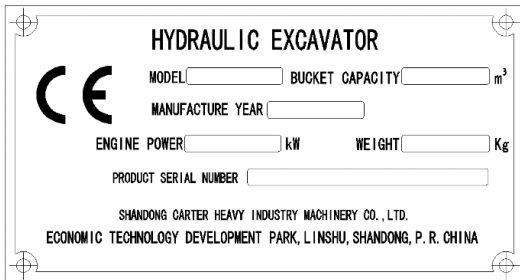 HYDRAULIC EXCAVATOR
CE
MODEL BUCKET CAPACITY m³
MANUFACTURE YEAR
ENGINE POWER kW WEIGHT Kg
PRODUCT SERIAL NUMBER
SHANDONG CARTER HEAVY INDUSTRY MACHINERY CO.,LTD.
ECONOMIC TECHNOLOGY DEVELOPMENT PARK, LINSHU, SHANDONG, P. R. CHINA